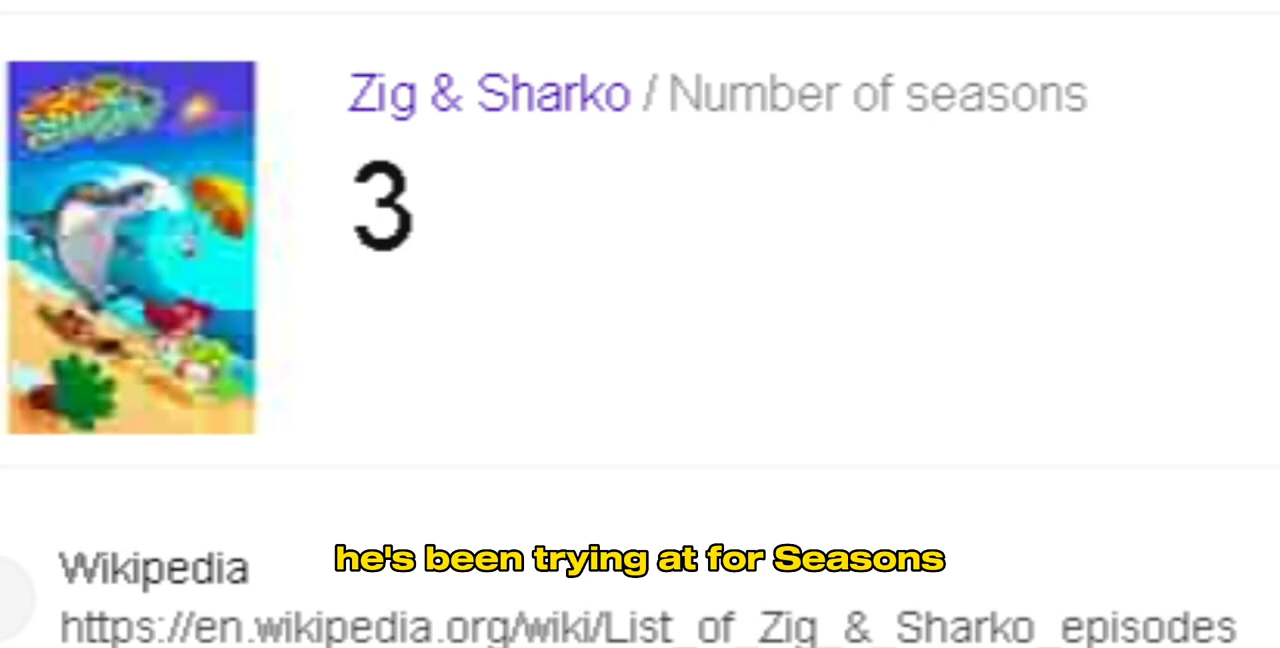 Zig & Sharko / Number of seasons
3
Wikipedia
he's been trying at for Seasons
https://en.wikipedia.org/wiki/List_of_Zig_&_Sharko_episodes